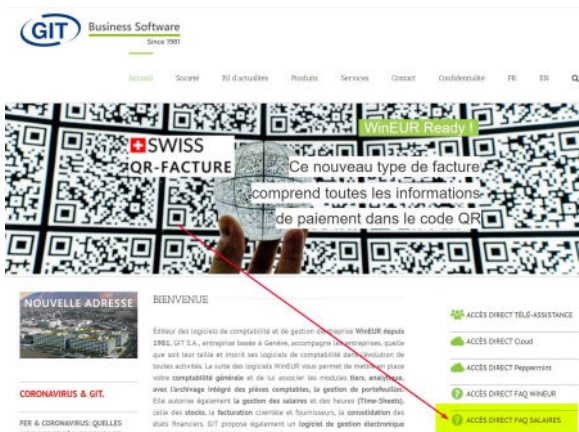 GIT Business Software
Since 1981
Accueil Société Fil d'actualités Produits Services Contact Confidentialité FR EN
WinEUR Ready !
SWISS
QR-FACTURE
Ce nouveau type de facture
comprend toutes les informations
de paiement dans le code QR
NOUVELLE ADRESSE
CORONAVIRUS & GIT.
FER & CORONAVIRUS: QUELLES
BIENVENUE
Éditeur des logiciels de comptabilité et de gestion d'entreprise WinEUR depuis
1981, GIT S.A., entreprise basée à Genève, accompagne les entreprises, quelle
que soit leur taille et inscrit ses logiciels de comptabilité dans l'évolution de
toutes activités. La suite des logiciels WinEUR vous permet de mettre en place
votre comptabilité générale et de lui associer les modules tiers, analytique,
avec l'archivage intégré des pièces comptables, la gestion de portefeuilles.
Elle autorise également la gestion des salaires et des heures (Time-Sheets),
celle des stocks, la facturation clientèle et fournisseurs, la consolidation des
états financiers. GIT propose également un logiciel de gestion électronique
ACCÈS DIRECT TÉLÉ-ASSISTANCE
ACCÈS DIRECT Cloud
ACCÈS DIRECT Peppermint
ACCÈS DIRECT FAQ WINEUR
ACCÈS DIRECT FAQ SALAIRES